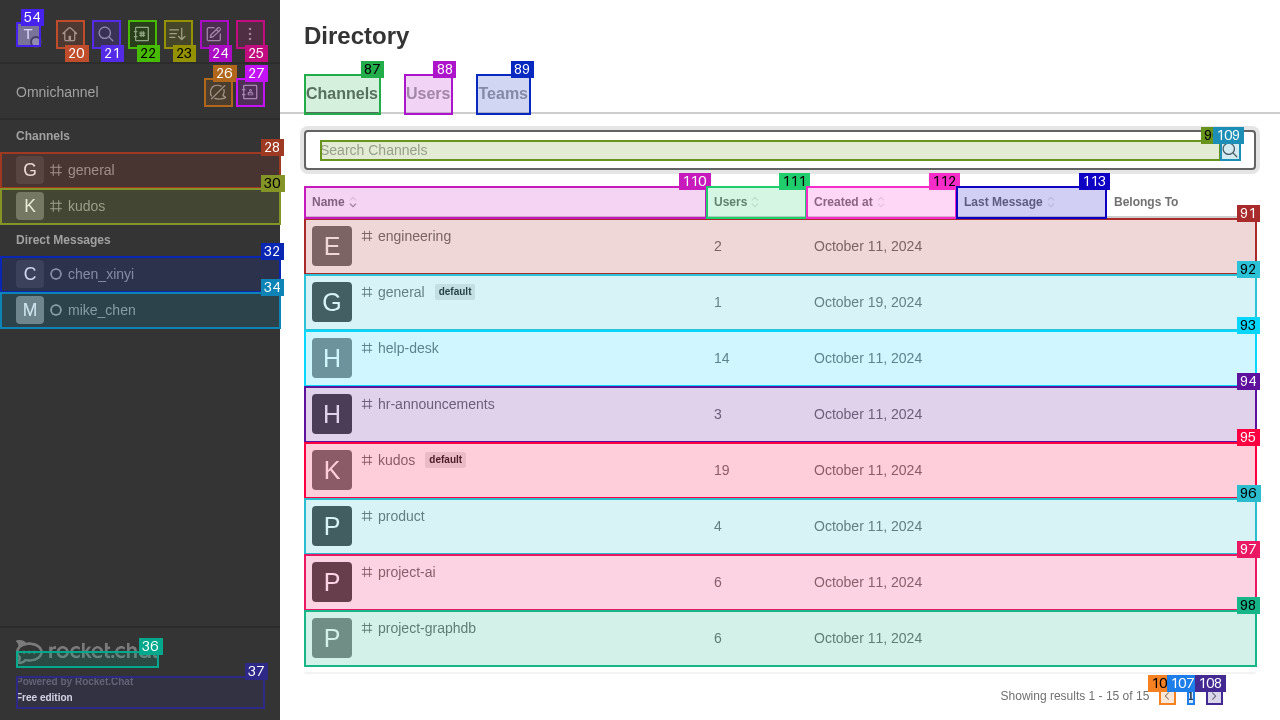 54
T
20
21
22
23
24
25
26
27
Omnichannel
Channels
28
G general
30
K kudos
Direct Messages
32
C chen_xinyi
34
M mike_chen
36
rocket.chat
37
Powered by Rocket.Chat
Free edition
Directory
87
88
89
Channels
Users
Teams
109
Search Channels
110
111
112
113
Name
Users
Created at
Last Message
Belongs To
91
E engineering
2
October 11, 2024
92
G general default
1
October 19, 2024
93
H help-desk
14
October 11, 2024
94
H hr-announcements
3
October 11, 2024
95
K kudos default
19
October 11, 2024
96
P product
4
October 11, 2024
97
P project-ai
6
October 11, 2024
98
P project-graphdb
6
October 11, 2024
107
108
Showing results 1 - 15 of 15
1